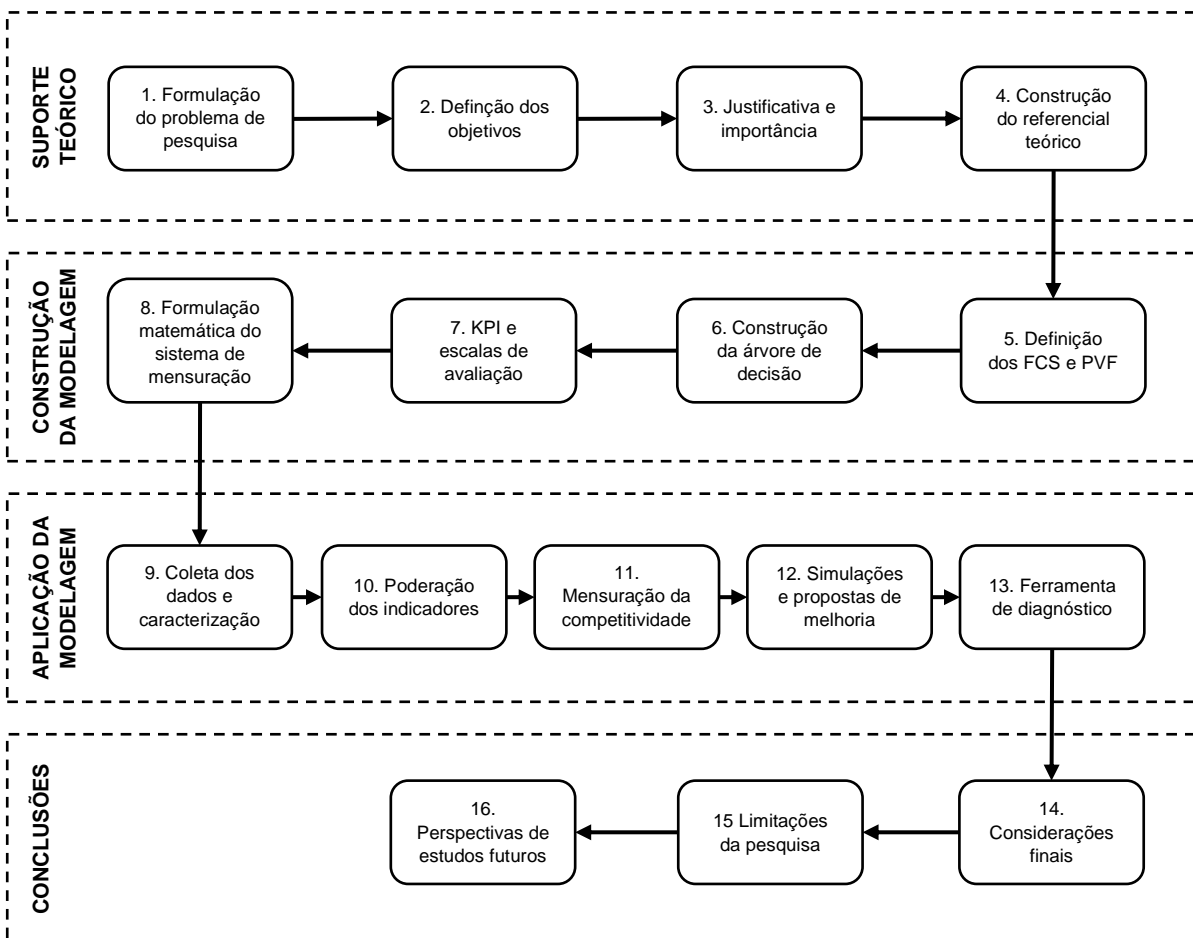 SUPORTE
TEÓRICO
1. Formulação
do problema de
pesquisa
2. Definção dos
objetivos
3. Justificativa e
importância
4. Construção
do referencial
teórico
CONSTRUÇÃO
DA MODELAGEM
8. Formulação
matemática do
sistema de
mensuração
7. KPI e
escalas de
avaliação
6. Construção
da árvore de
decisão
5. Definição
dos FCS e PVF
APLICAÇÃO DA
MODELAGEM
9. Coleta dos
dados e
caracterização
10. Poderação
dos indicadores
11.
Mensuração da
competitividade
12. Simulações
e propostas de
melhoria
13. Ferramenta
de diagnóstico
CONCLUSÕES
16.
Perspectivas de
estudos futuros
15 Limitações
da pesquisa
14.
Considerações
finais